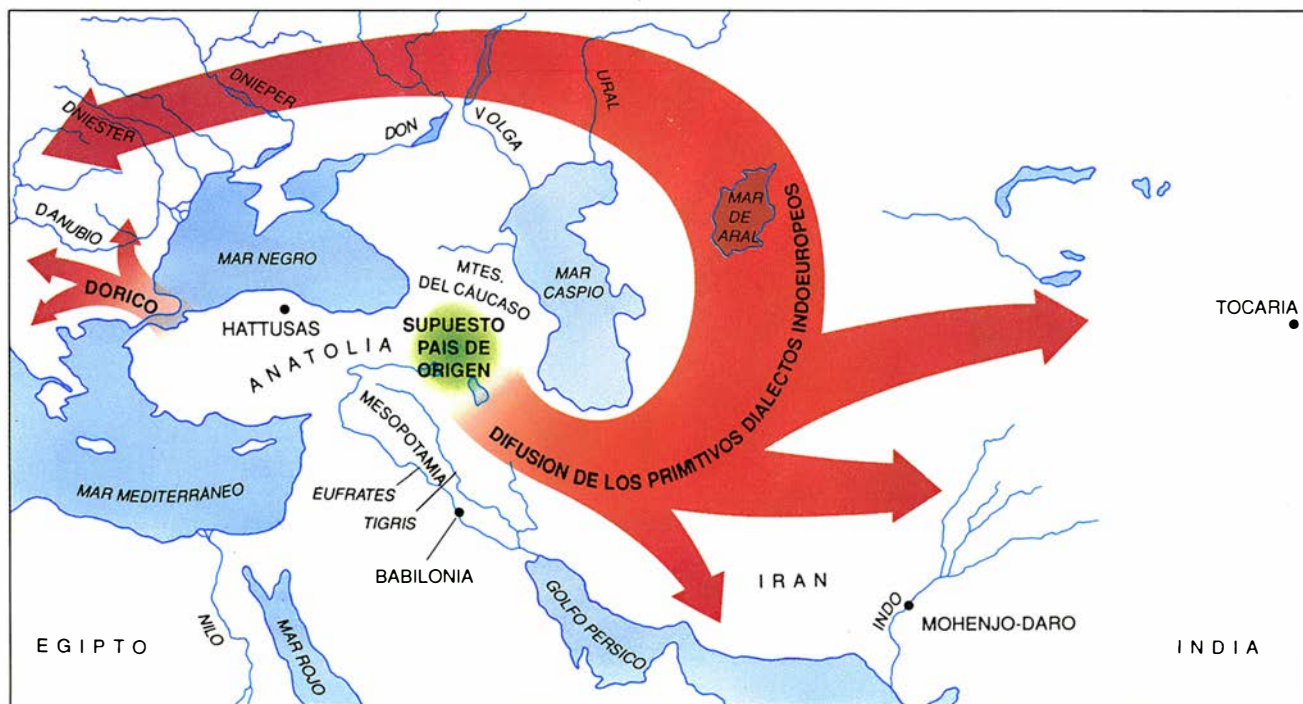 DNIEPER
URAL
DNIESTER
DON
VOLGA
DANUBIO
MAR
DE
ARAL
MAR NEGRO
MTES.
DEL CAUCASO
MAR
CASPIO
DORICO
HATTUSAS
TOCARIA
SUPUESTO
PAIS DE
ORIGEN
ANATOLIA
DIFUSION DE LOS PRIMITIVOS DIALECTOS INDOEUROPEOS
MESOPOTAMIA
MAR MEDITERRANEO
EUFRATES
TIGRIS
BABILONIA
IRAN
INDO
MOHENJO-DARO
GOLFO PERSICO
NILO
MAR ROJO
EGIPTO
INDIA